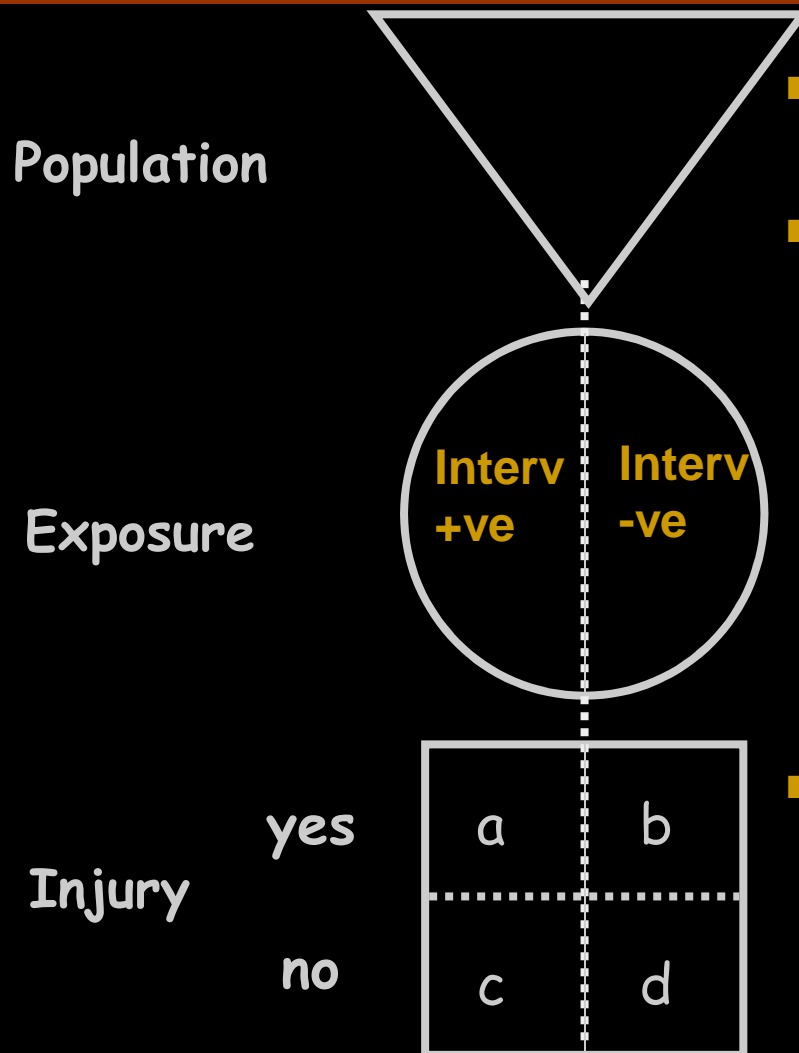 Population
Interv
+ve
Interv
-ve
Exposure
yes
a
b
Injury
no
c
d